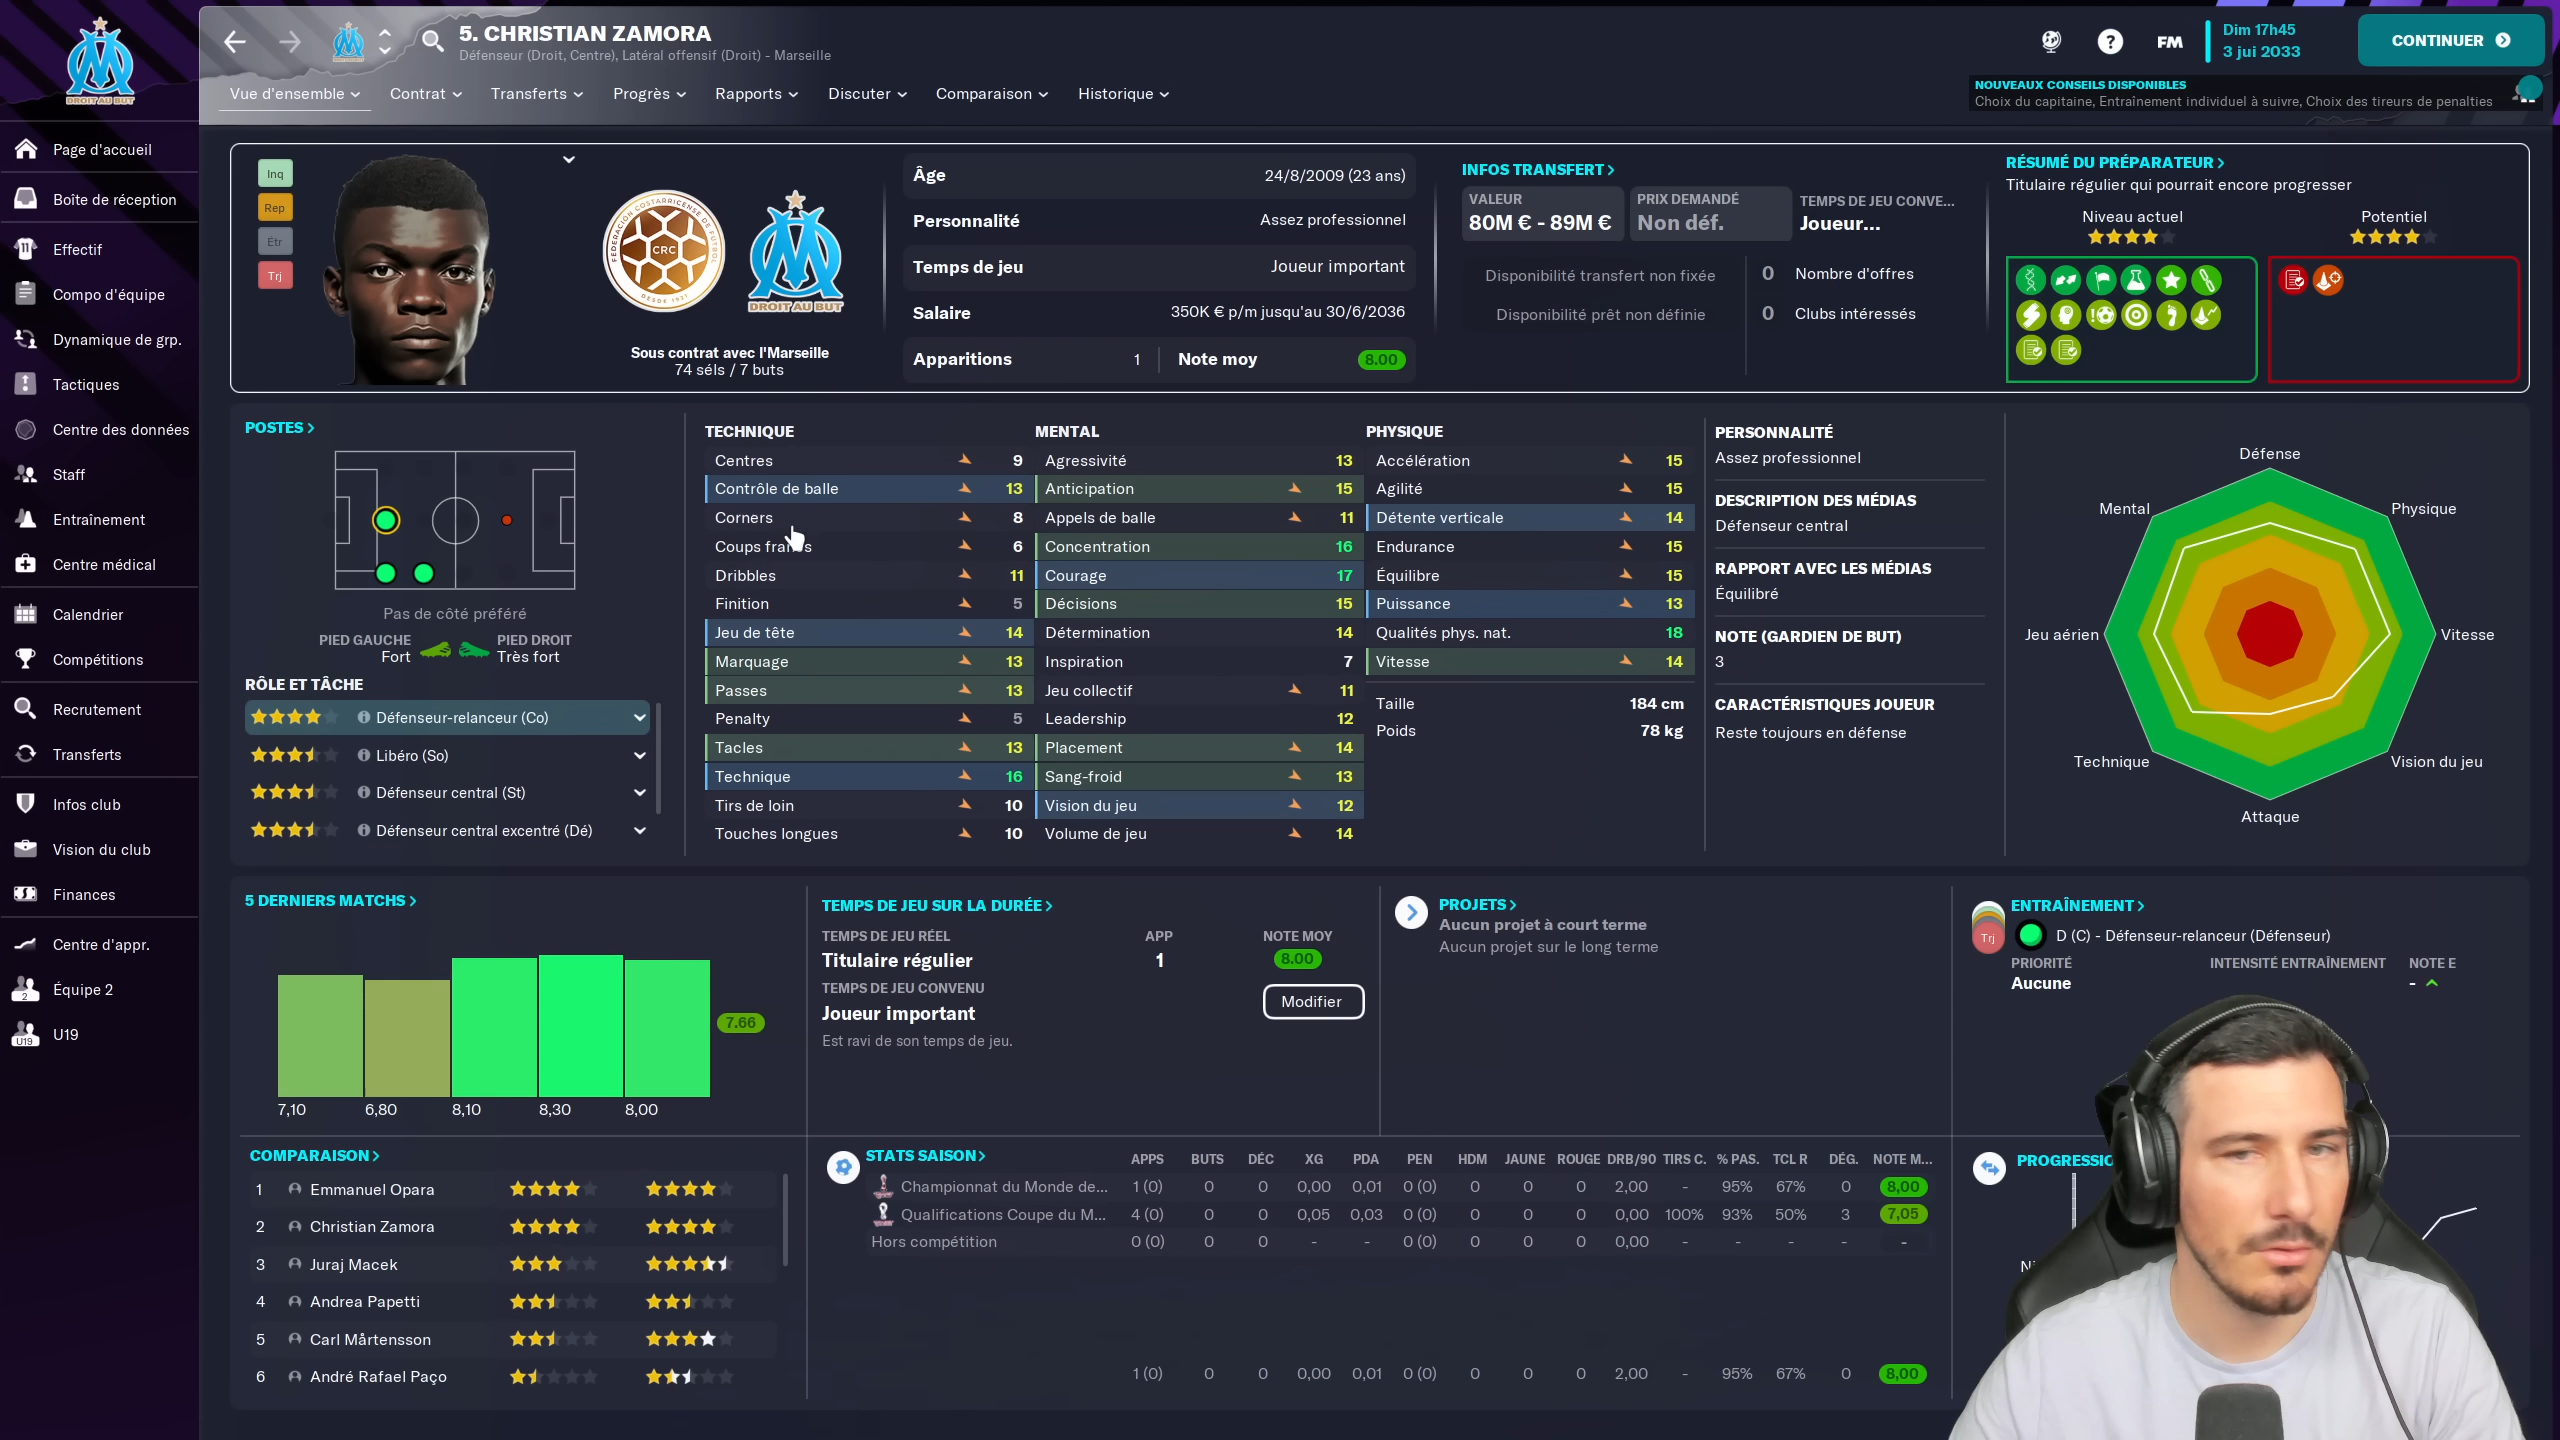 5. CHRISTIAN ZAMORA
Défenseur (Droit, Centre), Latéral offensif (Droit) - Marseille
FM
Dim 17h45
3 jui 2033
CONTINUER
DROIT AU BUT
Vue d'ensemble
Contrat
Transferts
Progrès
Rapports
Discuter
Comparaison
Historique
NOUVEAUX CONSEILS DISPONIBLES
Choix du capitaine, Entraînement individuel à suivre, Choix des tireurs de penalties
Page d'accueil
Boîte de réception
Effectif
Compo d'équipe
Dynamique de grp.
Tactiques
Centre des données
Staff
Entraînement
Centre médical
Calendrier
Compétitions
Recrutement
Transferts
Infos club
Vision du club
Finances
Centre d'appr.
2
Équipe 2
U19
U19
Inq
Rep
Étr
Trj
FEDERACIÓN COSTARRICENSE DE FÚTBOL
CRC
DESDE 1921
DROIT AU BUT
Sous contrat avec l'Marseille
74 séls / 7 buts
Âge 24/8/2009 (23 ans)
Personnalité Assez professionnel
Temps de jeu Joueur important
Salaire 350K € p/m jusqu'au 30/6/2036
Apparitions 1 Note moy 8.00
INFOS TRANSFERT
VALEUR
80M € - 89M €
PRIX DEMANDÉ
Non déf.
TEMPS DE JEU CONVE...
Joueur...
Disponibilité transfert non fixée
Disponibilité prêt non définie
0 Nombre d'offres
0 Clubs intéressés
RÉSUMÉ DU PRÉPARATEUR
Titulaire régulier qui pourrait encore progresser
Niveau actuel
Potentiel
POSTES
Pas de côté préféré
PIED GAUCHE
Fort
PIED DROIT
Très fort
RÔLE ET TÂCHE
Défenseur-relanceur (Co)
Libéro (So)
Défenseur central (St)
Défenseur central excentré (Dé)
TECHNIQUE
Centres 9
Contrôle de balle 13
Corners 8
Coups francs 6
Dribbles 11
Finition 5
Jeu de tête 14
Marquage 13
Passes 13
Penalty 5
Tacles 13
Technique 16
Tirs de loin 10
Touches longues 10
MENTAL
Agressivité 13
Anticipation 15
Appels de balle 11
Concentration 16
Courage 17
Décisions 15
Détermination 14
Inspiration 7
Jeu collectif 11
Leadership 12
Placement 14
Sang-froid 13
Vision du jeu 12
Volume de jeu 14
PHYSIQUE
Accélération 15
Agilité 15
Détente verticale 14
Endurance 15
Équilibre 15
Puissance 13
Qualités phys. nat. 18
Vitesse 14
Taille 184 cm
Poids 78 kg
PERSONNALITÉ
Assez professionnel
DESCRIPTION DES MÉDIAS
Défenseur central
RAPPORT AVEC LES MÉDIAS
Équilibré
NOTE (GARDIEN DE BUT)
3
CARACTÉRISTIQUES JOUEUR
Reste toujours en défense
Défense
Physique
Vitesse
Vision du jeu
Attaque
Technique
Jeu aérien
Mental
5 DERNIERS MATCHS
7.66
7,10 6,80 8,10 8,30 8,00
TEMPS DE JEU SUR LA DURÉE
TEMPS DE JEU RÉEL APP NOTE MOY
Titulaire régulier 1 8.00
TEMPS DE JEU CONVENU
Joueur important
Modifier
Est ravi de son temps de jeu.
PROJETS
Aucun projet à court terme
Aucun projet sur le long terme
ENTRAÎNEMENT
Trj
D (C) - Défenseur-relanceur (Défenseur)
PRIORITÉ INTENSITÉ ENTRAÎNEMENT NOTE E
Aucune -
COMPARAISON
1 Emmanuel Opara
2 Christian Zamora
3 Juraj Macek
4 Andrea Papetti
5 Carl Mårtensson
6 André Rafael Paço
STATS SAISON APPS BUTS DÉC XG PDA PEN HDM JAUNE ROUGE DRB/90 TIRS C. % PAS. TCL R DÉG. NOTE M...
Championnat du Monde de... 1 (0) 0 0 0,00 0,01 0 (0) 0 0 0 2,00 - 95% 67% 0 8,00
Qualifications Coupe du M... 4 (0) 0 0 0,05 0,03 0 (0) 0 0 0 0,00 100% 93% 50% 3 7,05
Hors compétition 0 (0) 0 0 - - 0 (0) 0 0 0 0,00 - - - - -
1 (0) 0 0 0,00 0,01 0 (0) 0 0 0 2,00 - 95% 67% 0 8,00